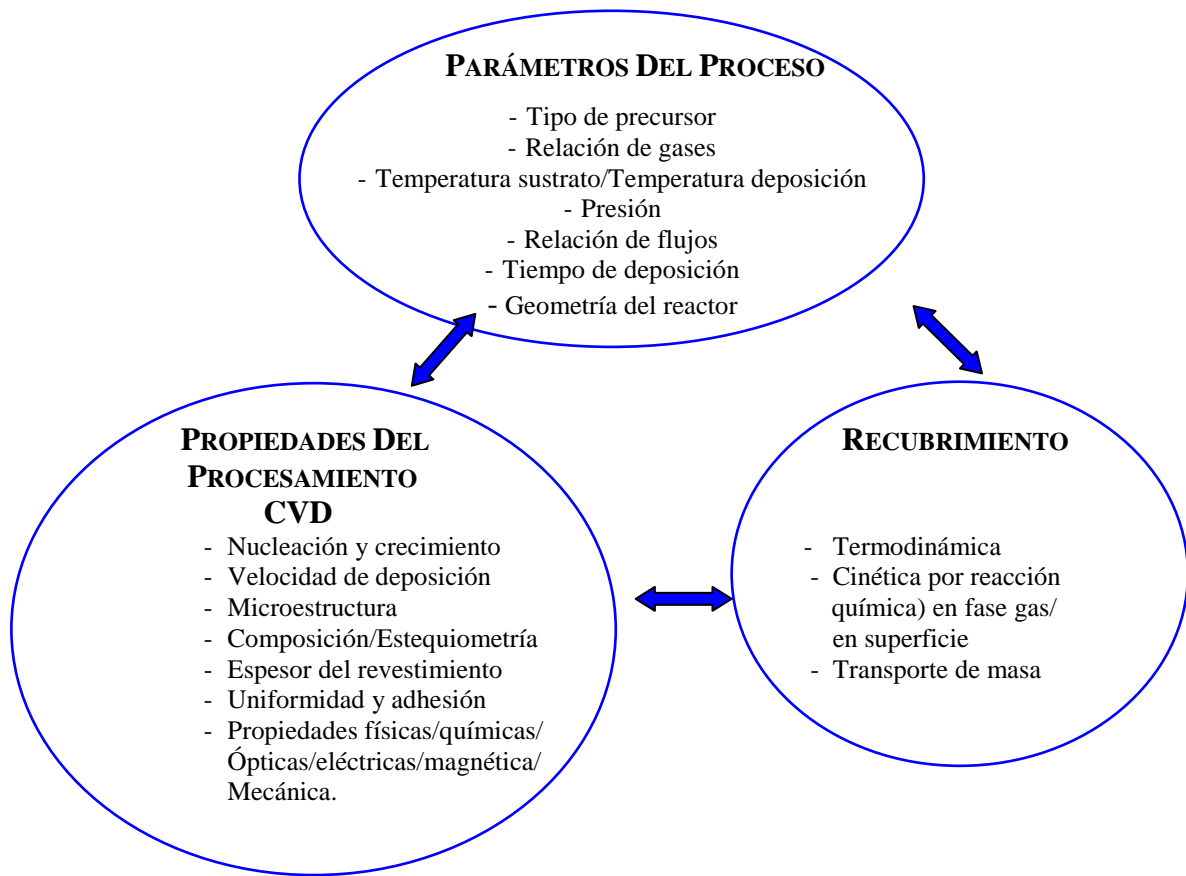 PARÁMETROS DEL PROCESO
- Tipo de precursor
- Relación de gases
- Temperatura sustrato/Temperatura deposición
- Presión
- Relación de flujos
- Tiempo de deposición
- Geometría del reactor
PROPIEDADES DEL
PROCESAMIENTO
CVD
- Nucleación y crecimiento
- Velocidad de deposición
- Microestructura
- Composición/Estequiometría
- Espesor del revestimiento
- Uniformidad y adhesión
- Propiedades físicas/químicas/
Ópticas/eléctricas/magnética/
Mecánica.
RECUBRIMIENTO
- Termodinámica
- Cinética por reacción
química) en fase gas/
en superficie
- Transporte de masa